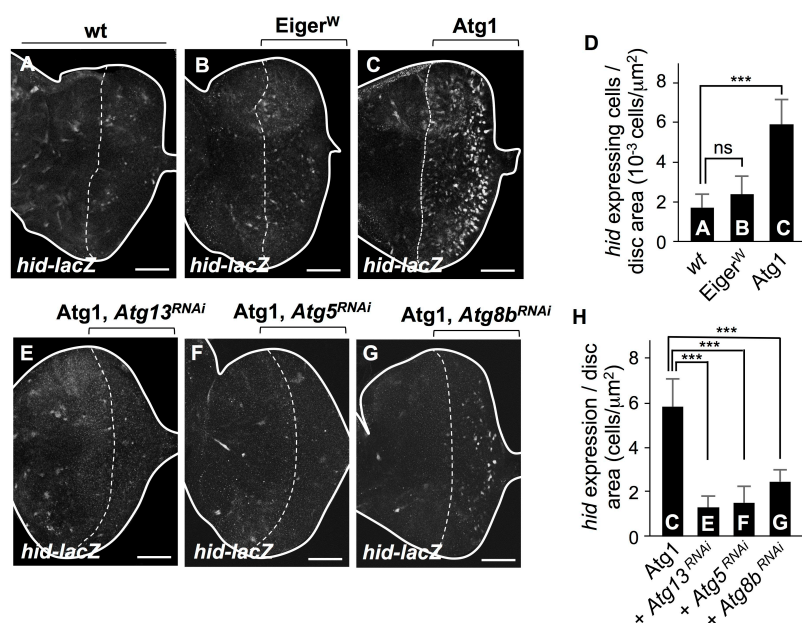 wt
Eiger^W
Atg1
A
B
C
hid-lacZ
hid-lacZ
hid-lacZ
D
hid expressing cells /
disc area (10⁻³ cells/µm²)
8
6
4
2
0
***
ns
A
B
C
wt
Eiger^W
Atg1
Atg1, Atg13^RNAi
Atg1, Atg5^RNAi
Atg1, Atg8b^RNAi
E
F
G
hid-lacZ
hid-lacZ
hid-lacZ
H
hid expression / disc
area (cells/µm²)
8
6
4
2
0
***
***
***
C
E
F
G
Atg1
+ Atg13^RNAi
+ Atg5^RNAi
+ Atg8b^RNAi